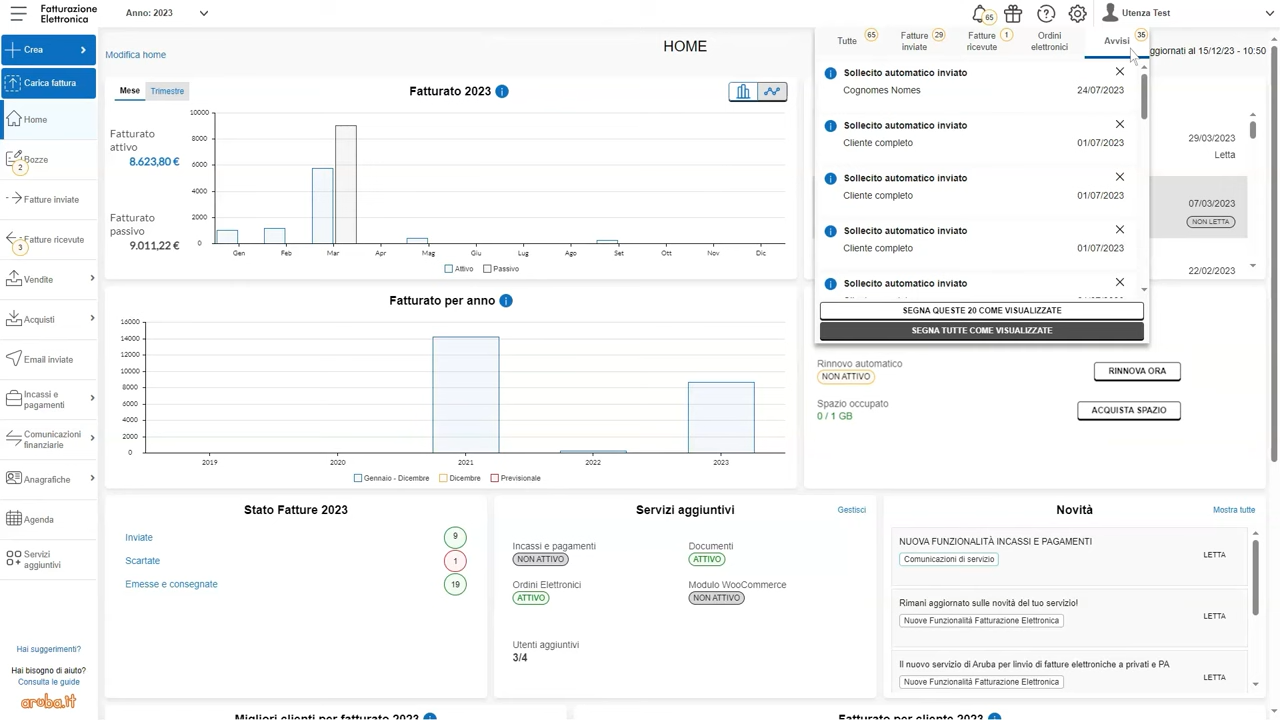 Fatturazione
Elettronica
Anno: 2023
65
Utenza Test
Crea
Carica fattura
Home
Bozze
2
Fatture inviate
Fatture ricevute
3
Vendite
Acquisti
Email inviate
Incassi e
pagamenti
Comunicazioni
finanziarie
Anagrafiche
Agenda
Servizi
aggiuntivi
Hai suggerimenti?
Hai bisogno di aiuto?
Consulta le guide
aruba.it
Modifica home
HOME
ggiornati al 15/12/23 - 10:50
Mese
Trimestre
Fatturato 2023
Fatturato
attivo
8.623,80 €
Fatturato
passivo
9.011,22 €
10000
8000
6000
4000
2000
0
Gen Feb Mar Apr Mag Giu Lug Ago Set Ott Nov Dic
Attivo Passivo
Tutte 65
Fatture
inviate 29
Fatture
ricevute 1
Ordini
elettronici
Avvisi 35
Sollecito automatico inviato
Cognomes Nomes 24/07/2023
Sollecito automatico inviato
Cliente completo 01/07/2023
Sollecito automatico inviato
Cliente completo 01/07/2023
Sollecito automatico inviato
Cliente completo 01/07/2023
Sollecito automatico inviato
SEGNA QUESTE 20 COME VISUALIZZATE
SEGNA TUTTE COME VISUALIZZATE
29/03/2023
Letta
07/03/2023
NON LETTA
22/02/2023
Fatturato per anno
16000
14000
12000
10000
8000
6000
4000
2000
0
2019 2020 2021 2022 2023
Gennaio - Dicembre Dicembre Previsionale
Rinnovo automatico
NON ATTIVO
RINNOVA ORA
Spazio occupato
0 / 1 GB
ACQUISTA SPAZIO
Stato Fatture 2023
Inviate 9
Scartate 1
Emesse e consegnate 19
Servizi aggiuntivi
Gestisci
Incassi e pagamenti
NON ATTIVO
Documenti
ATTIVO
Ordini Elettronici
ATTIVO
Modulo WooCommerce
NON ATTIVO
Utenti aggiuntivi
3/4
Novità
Mostra tutte
NUOVA FUNZIONALITÀ INCASSI E PAGAMENTI
Comunicazioni di servizio
LETTA
Rimani aggiornato sulle novità del tuo servizio!
Nuove Funzionalità Fatturazione Elettronica
LETTA
Il nuovo servizio di Aruba per linvio di fatture elettroniche a privati e PA
Nuove Funzionalità Fatturazione Elettronica
LETTA
Migliori clienti per fatturato 2023
Fatturato per cliente 2023